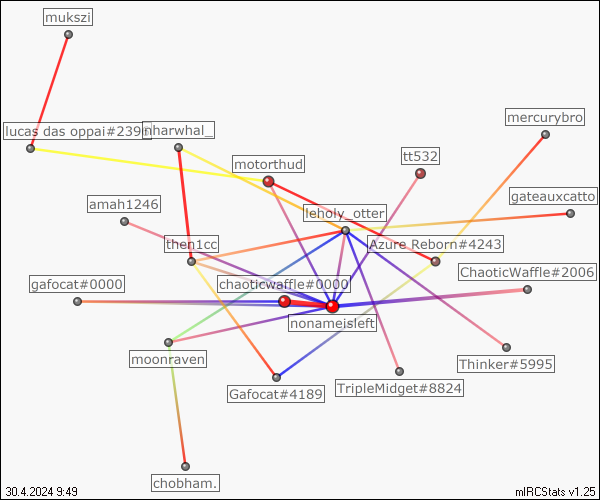 mukszi
mercurybro
lucas das oppai#239
nharwhal_
tt532
motorthud
gateauxcatto
amah1246
leholy_otter
then1cc
Azure Reborn#4243
ChaoticWaffle#2006
gafocat#0000
chaoticwaffle#0000
nonameisleft
moonraven
Thinker#5995
TripleMidget#8824
Gafocat#4189
chobham.
30.4.2024 9:49
mIRCStats v1.25